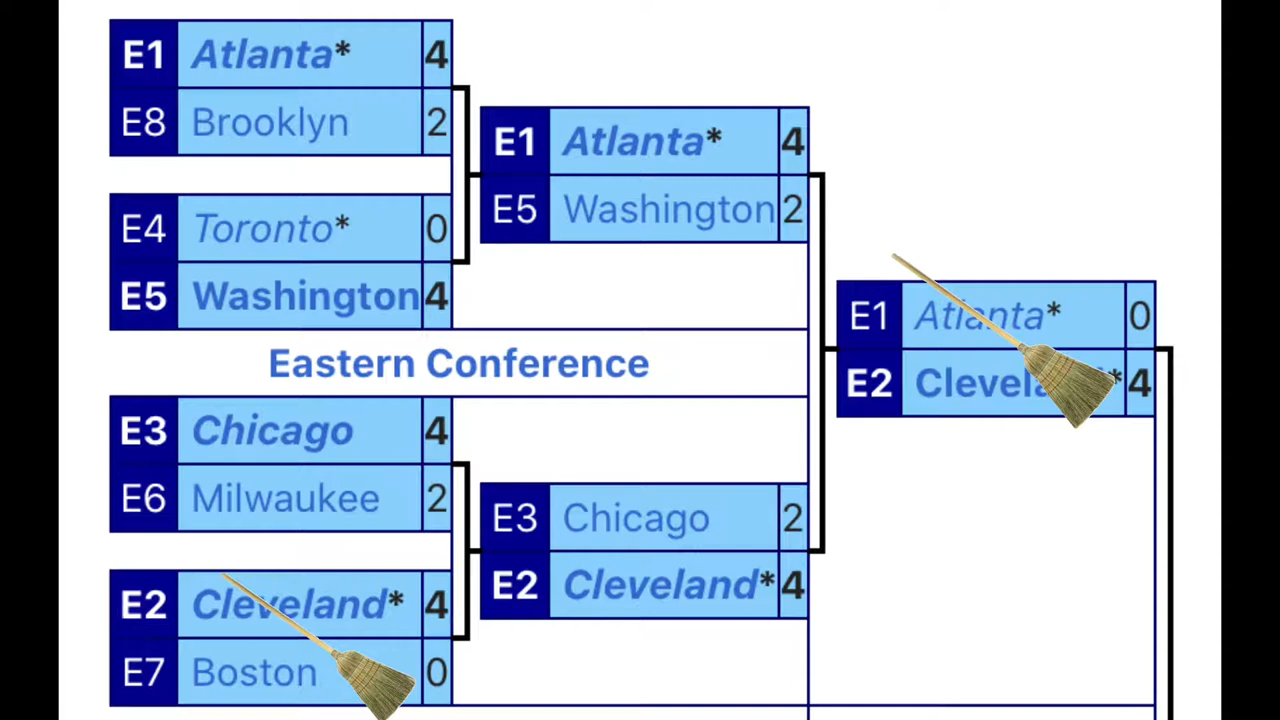 E1 Atlanta* 4
E8 Brooklyn 2
E1 Atlanta* 4
E5 Washington 2
E4 Toronto* 0
E5 Washington 4
E1 Atlanta* 0
E2 Cleveland* 4
Eastern Conference
E3 Chicago 4
E6 Milwaukee 2
E3 Chicago 2
E2 Cleveland* 4
E2 Cleveland* 4
E7 Boston 0